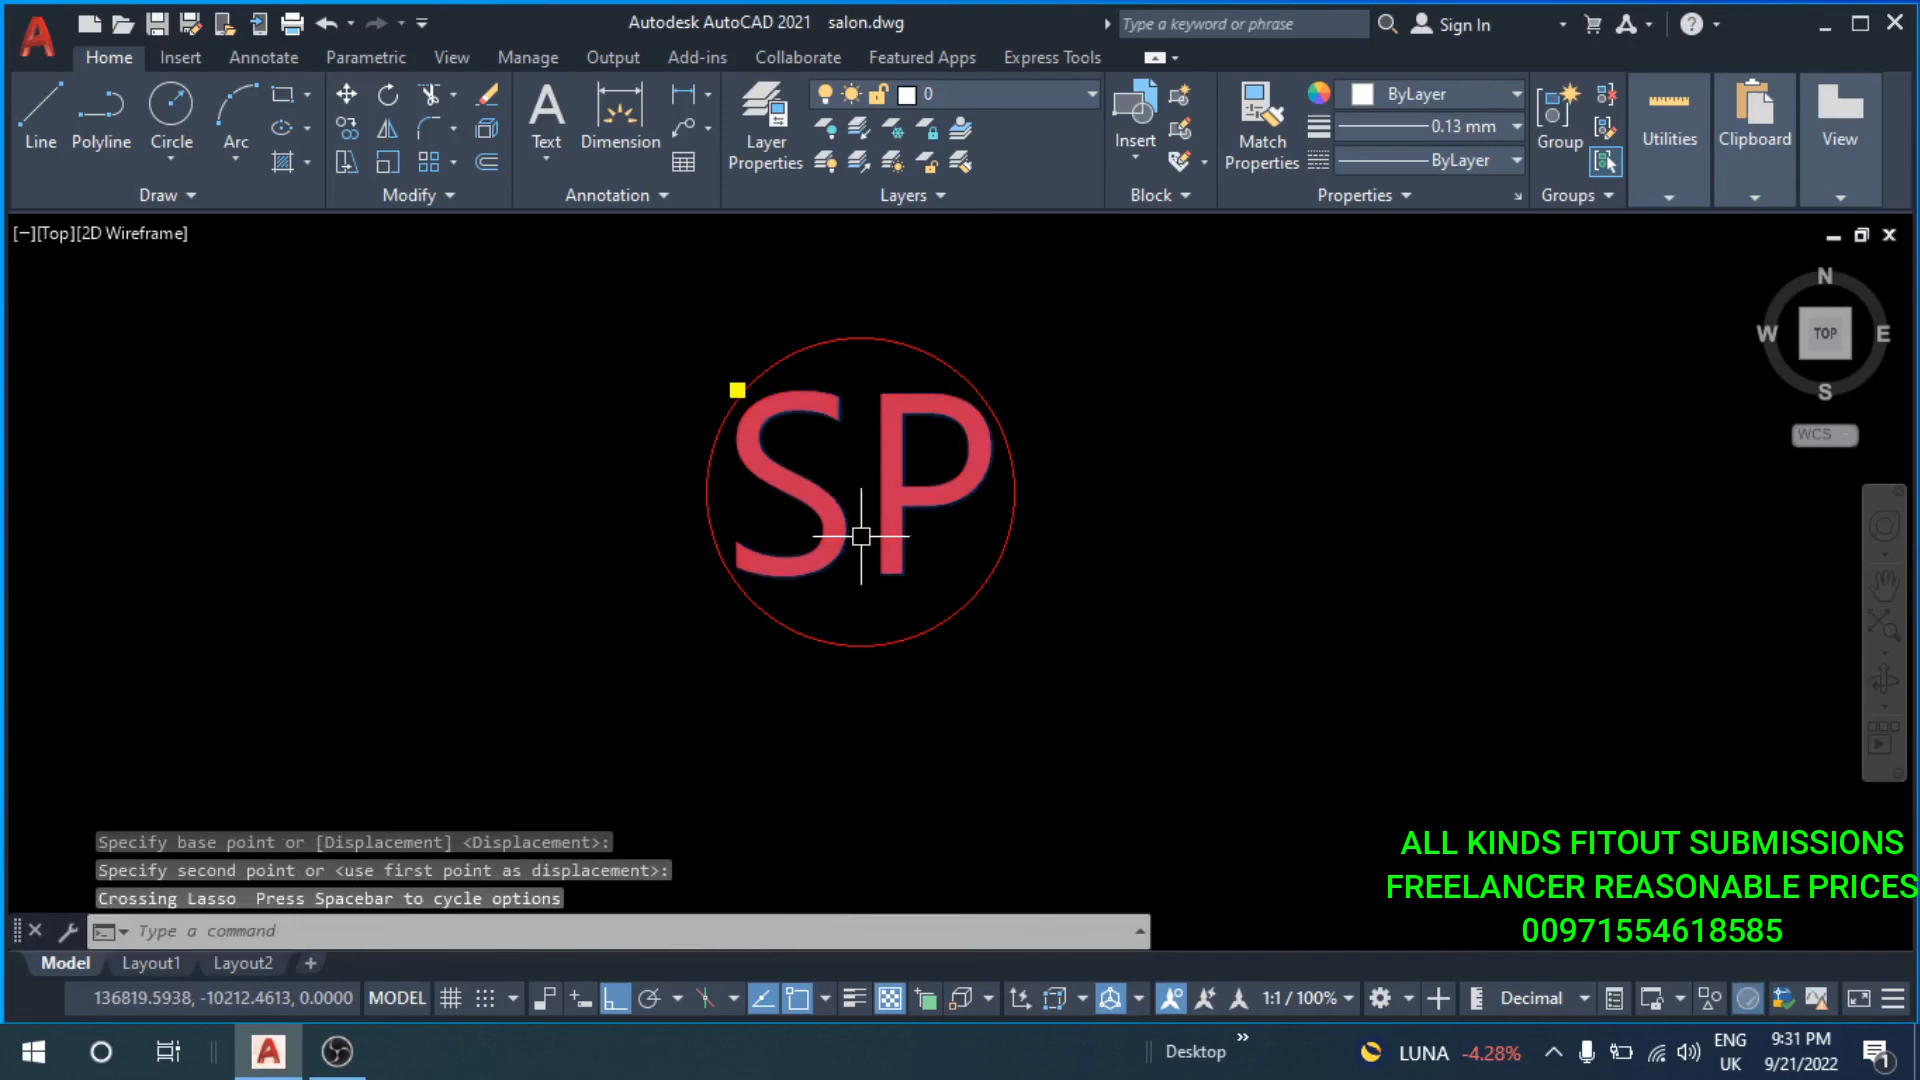 Autodesk AutoCAD 2021 salon.dwg
Type a keyword or phrase
Sign In
Home Insert Annotate Parametric View Manage Output Add-ins Collaborate Featured Apps Express Tools
Line
Polyline
Circle
Arc
Draw
Modify
Text
Dimension
Annotation
Layer Properties
0
Layers
Insert
Block
Match Properties
ByLayer
0.13 mm
ByLayer
Properties
Group
Groups
Utilities
Clipboard
View
[−][Top][2D Wireframe]
N
W TOP E
S
WCS
SP
Specify base point or [Displacement] <Displacement>:
Specify second point or <use first point as displacement>:
Crossing Lasso Press Spacebar to cycle options
Type a command
ALL KINDS FITOUT SUBMISSIONS
FREELANCER REASONABLE PRICES
00971554618585
Model Layout1 Layout2 +
136819.5938, -10212.4613, 0.0000 MODEL 1:1 / 100% Decimal
Desktop
LUNA -4.28%
ENG
UK
9:31 PM
9/21/2022
1